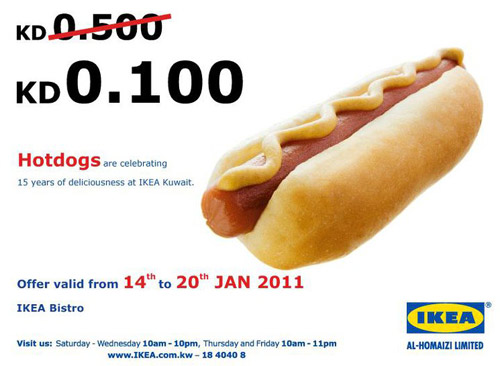 KD 0.500
KD 0.100
Hotdogs are celebrating
15 years of deliciousness at IKEA Kuwait.
Offer valid from 14th to 20th JAN 2011
IKEA Bistro
IKEA®
AL-HOMAIZI LIMITED
Visit us: Saturday - Wednesday 10am - 10pm, Thursday and Friday 10am - 11pm
www.IKEA.com.kw – 18 4040 8